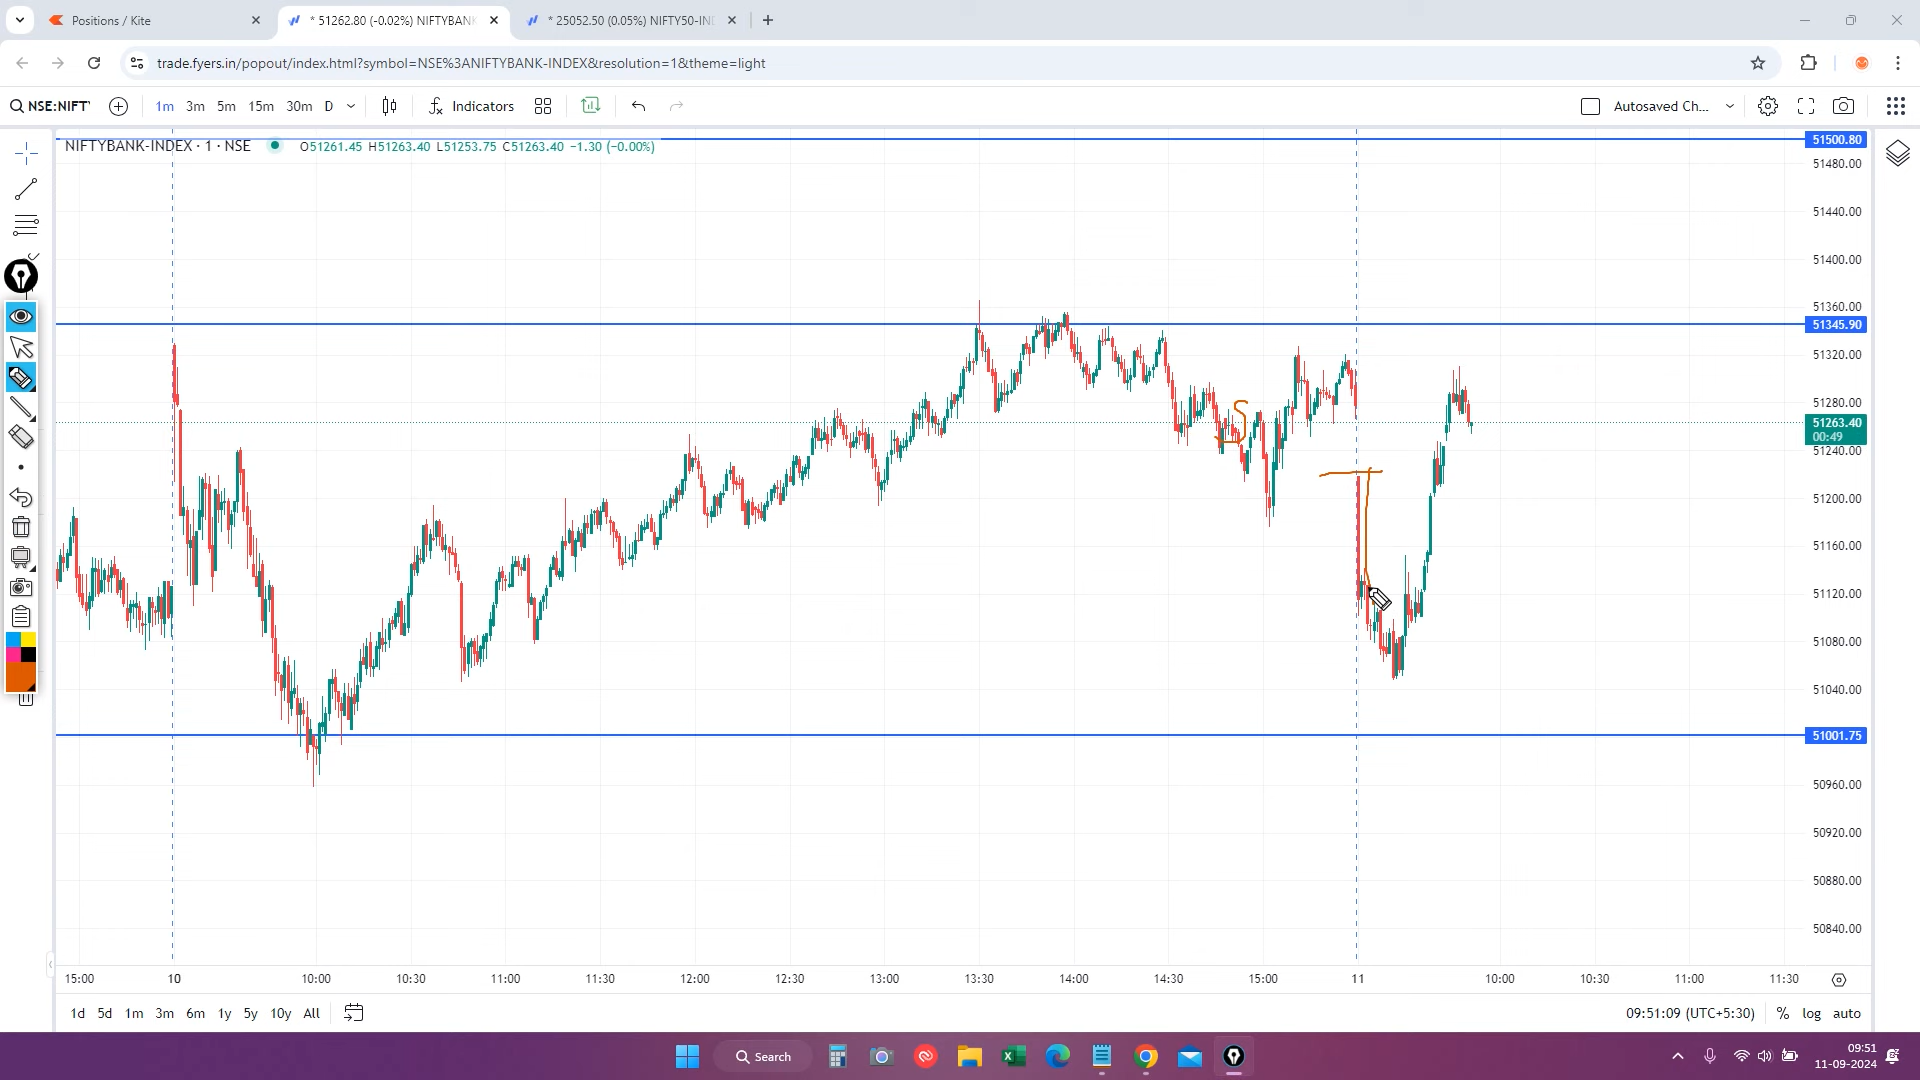 Positions / Kite
* 51262.80 (-0.02%) NIFTYBANK
* 25052.50 (0.05%) NIFTY50-IND
trade.fyers.in/popout/index.html?symbol=NSE%3ANIFTYBANK-INDEX&resolution=1&theme=light
NSE:NIFTY
1m 3m 5m 15m 30m D
Indicators
Autosaved Ch...
NIFTYBANK-INDEX · 1 · NSE
O51261.45 H51263.40 L51253.75 C51263.40 −1.30 (−0.00%)
51500.80
51480.00
51440.00
51400.00
51360.00
51345.90
51320.00
51280.00
51263.40
00:49
51240.00
51200.00
51160.00
51120.00
51080.00
51040.00
51001.75
50960.00
50920.00
50880.00
50840.00
S
15:00 10 10:00 10:30 11:00 11:30 12:00 12:30 13:00 13:30 14:00 14:30 15:00 11 10:00 10:30 11:00 11:30
1d 5d 1m 3m 6m 1y 5y 10y All
09:51:09 (UTC+5:30) % log auto
Search
09:51
11-09-2024